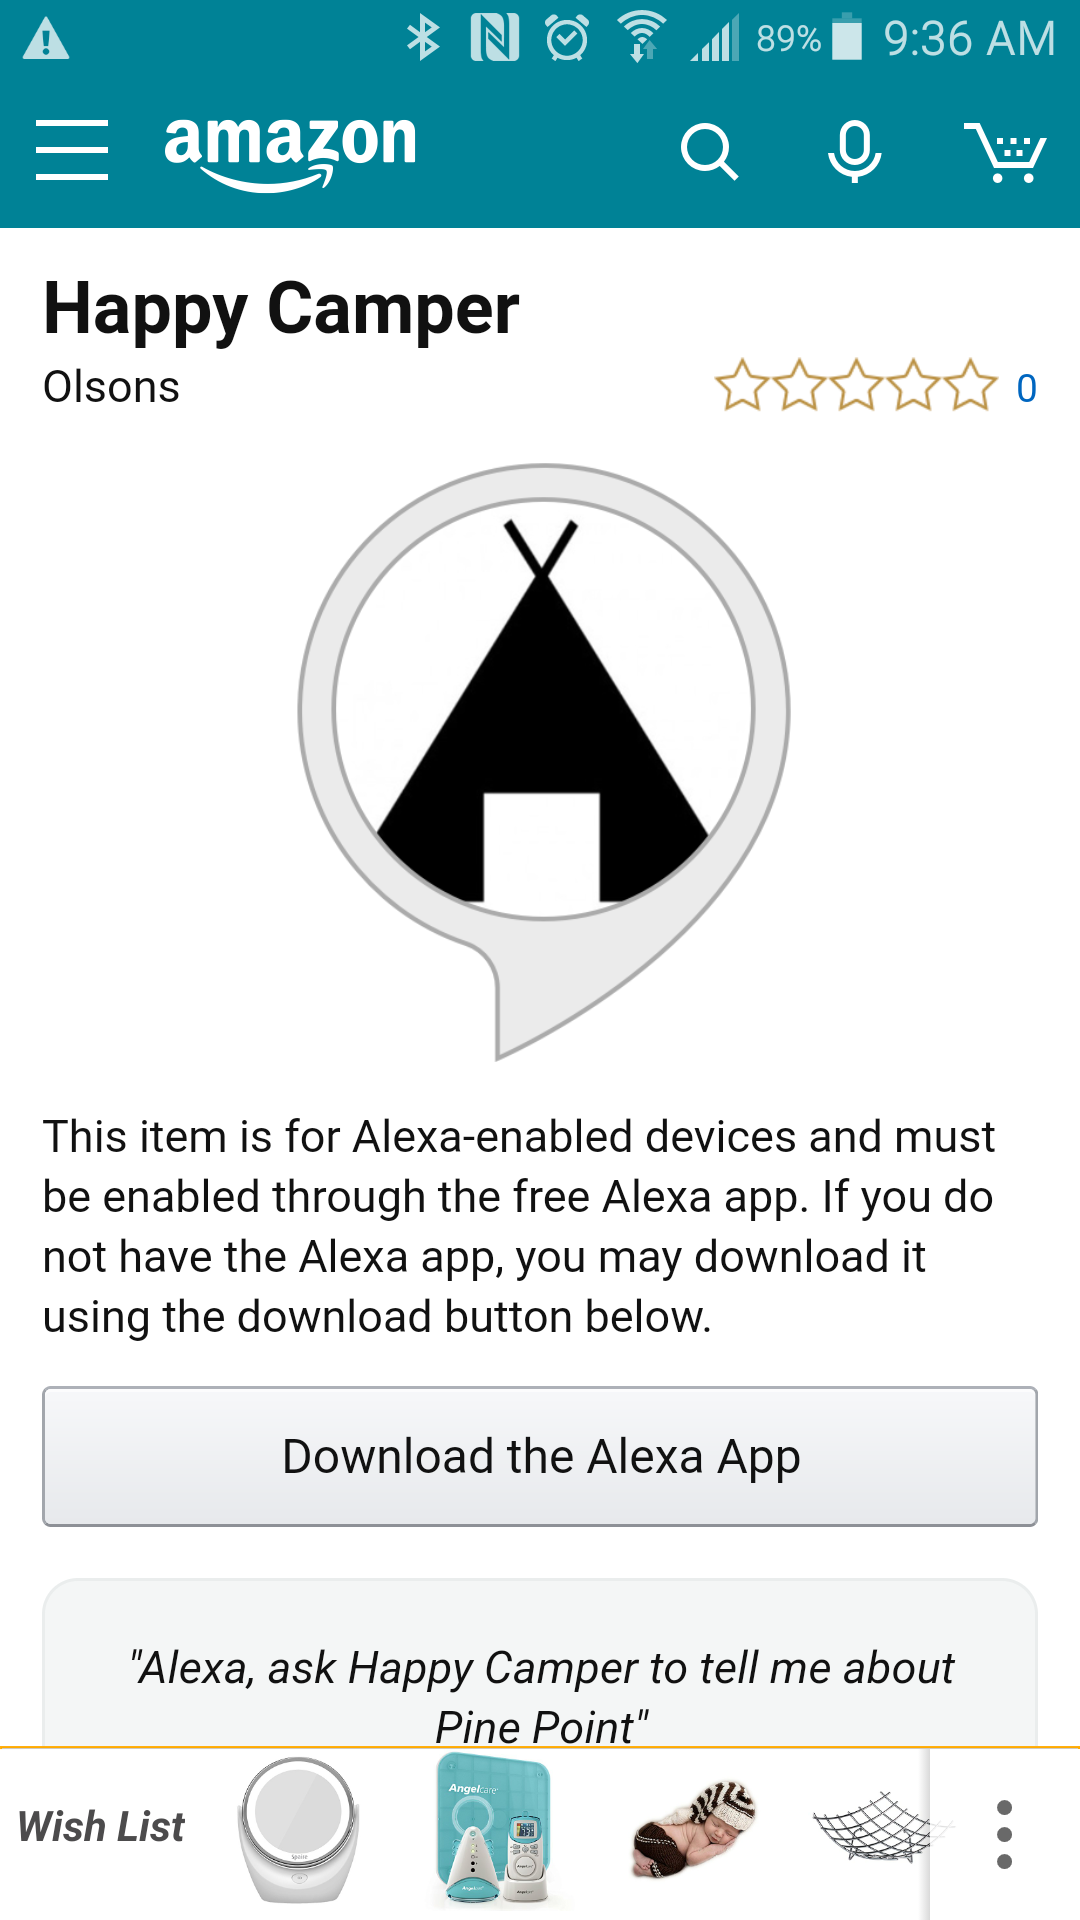 89% 9:36 AM
amazon
Happy Camper
Olsons 0
This item is for Alexa-enabled devices and must
be enabled through the free Alexa app. If you do
not have the Alexa app, you may download it
using the download button below.
Download the Alexa App
"Alexa, ask Happy Camper to tell me about
Pine Point"
Wish List
Angelcare